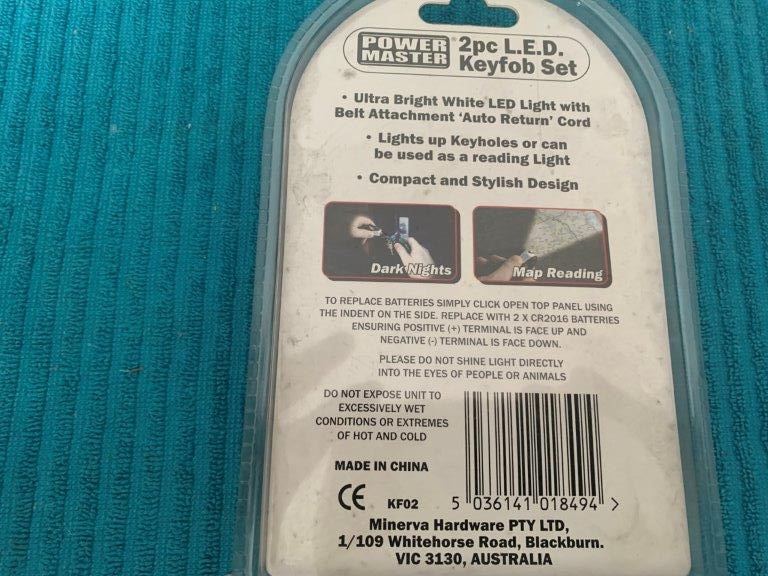 POWER MASTER 2pc L.E.D. Keyfob Set
• Ultra Bright White LED Light with
Belt Attachment 'Auto Return' Cord
• Lights up Keyholes or can
be used as a reading Light
• Compact and Stylish Design
Dark Nights
Map Reading
TO REPLACE BATTERIES SIMPLY CLICK OPEN TOP PANEL USING
THE INDENT ON THE SIDE. REPLACE WITH 2 X CR2016 BATTERIES
ENSURING POSITIVE (+) TERMINAL IS FACE UP AND
NEGATIVE (-) TERMINAL IS FACE DOWN.
PLEASE DO NOT SHINE LIGHT DIRECTLY
INTO THE EYES OF PEOPLE OR ANIMALS
DO NOT EXPOSE UNIT TO
EXCESSIVELY WET
CONDITIONS OR EXTREMES
OF HOT AND COLD
MADE IN CHINA
CE KF02
5 036141 018494 >
Minerva Hardware PTY LTD,
1/109 Whitehorse Road, Blackburn.
VIC 3130, AUSTRALIA